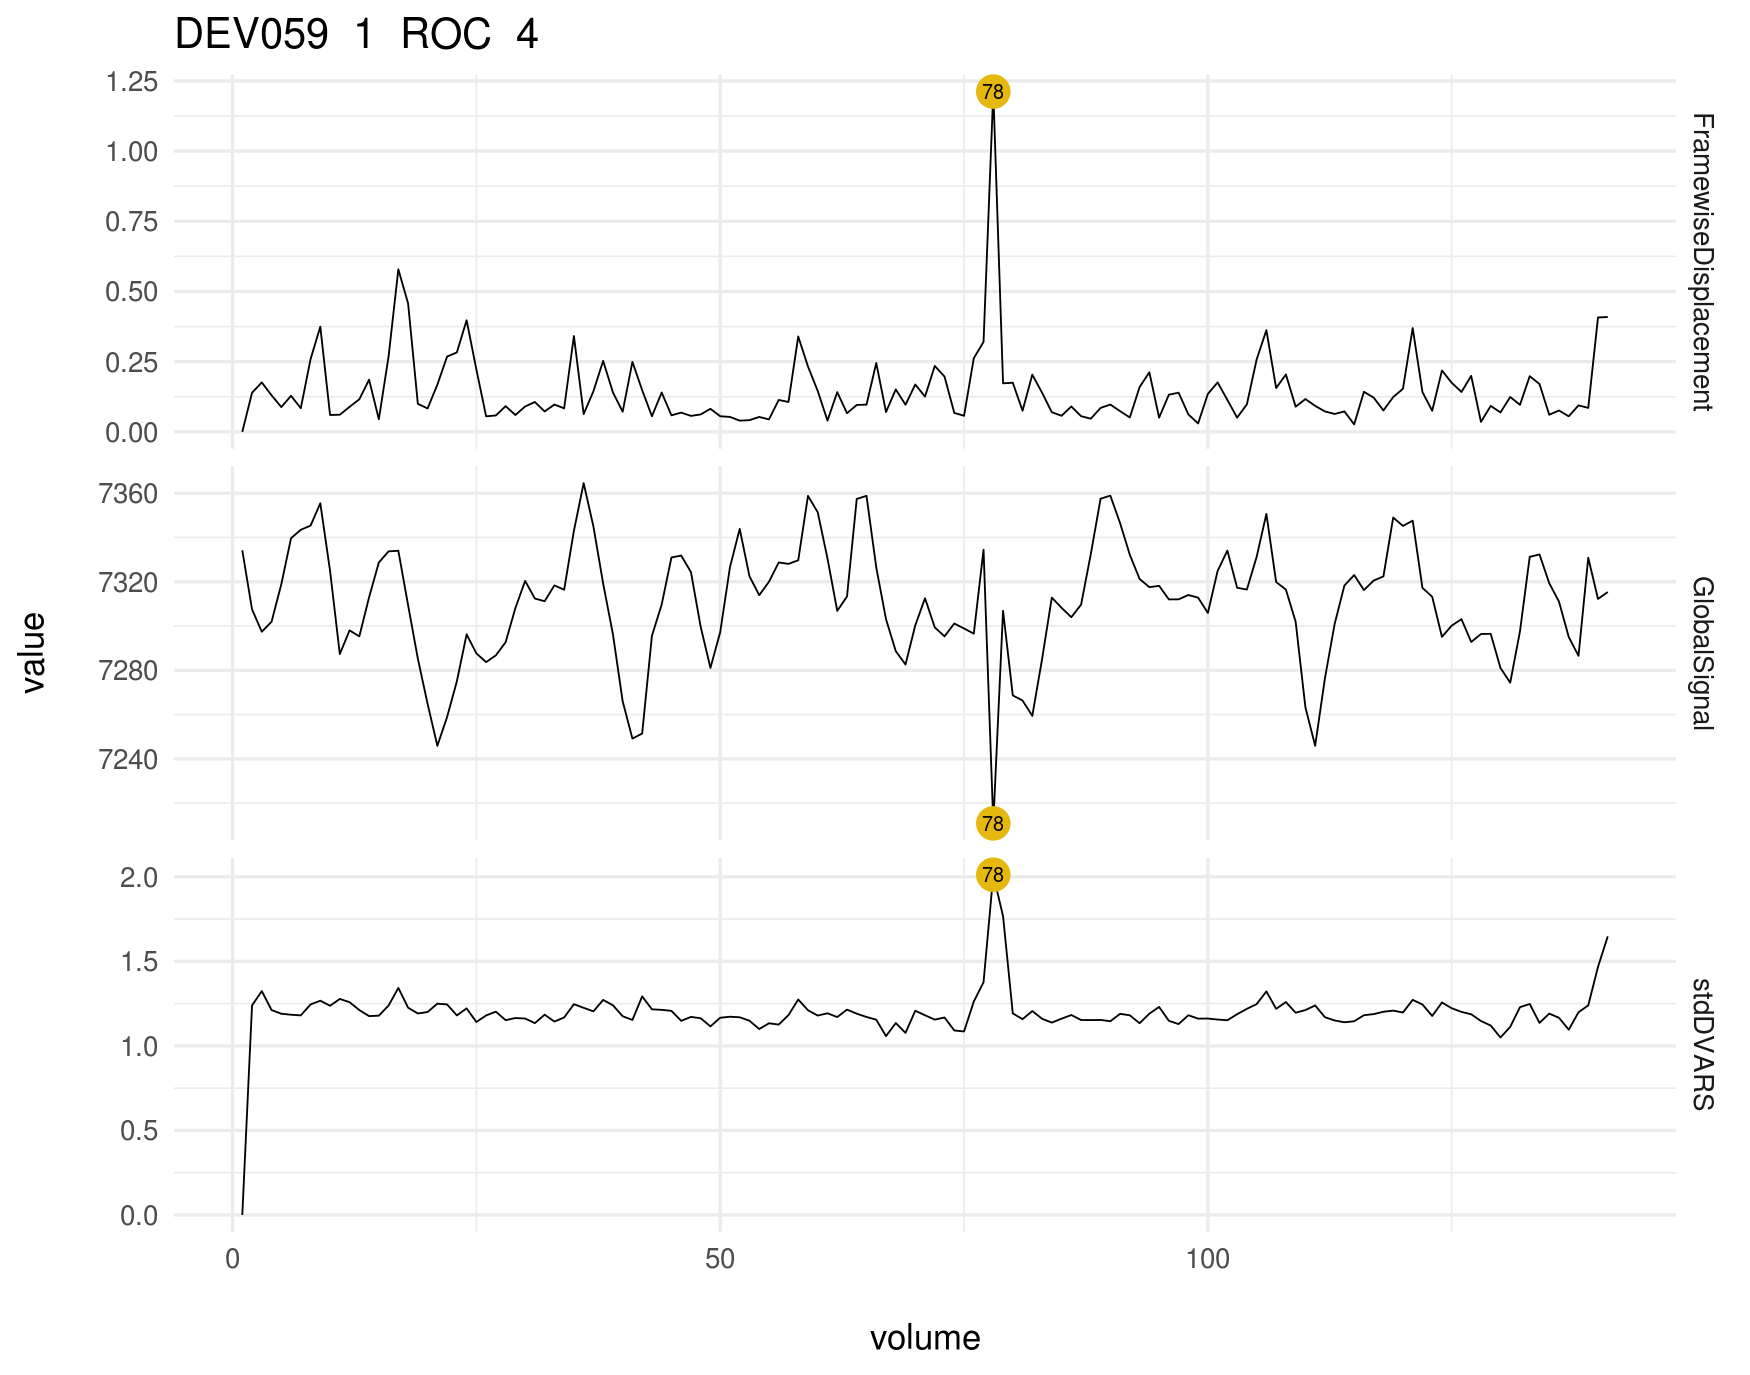 DEV059 1 ROC 4
1.25
1.00
0.75
0.50
0.25
0.00
78
FramewiseDisplacement
7360
7320
7280
7240
78
GlobalSignal
2.0
1.5
1.0
0.5
0.0
78
stdDVARS
value
0 50 100
volume